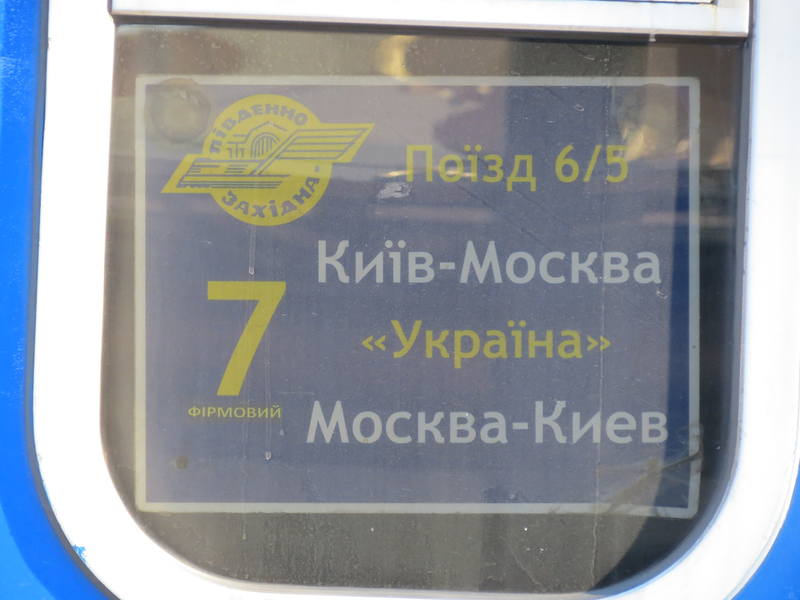 ПІВДЕННО
ЗАХІДНА
Поїзд 6/5
Київ-Москва
7
«Україна»
ФІРМОВИЙ
Москва-Киев